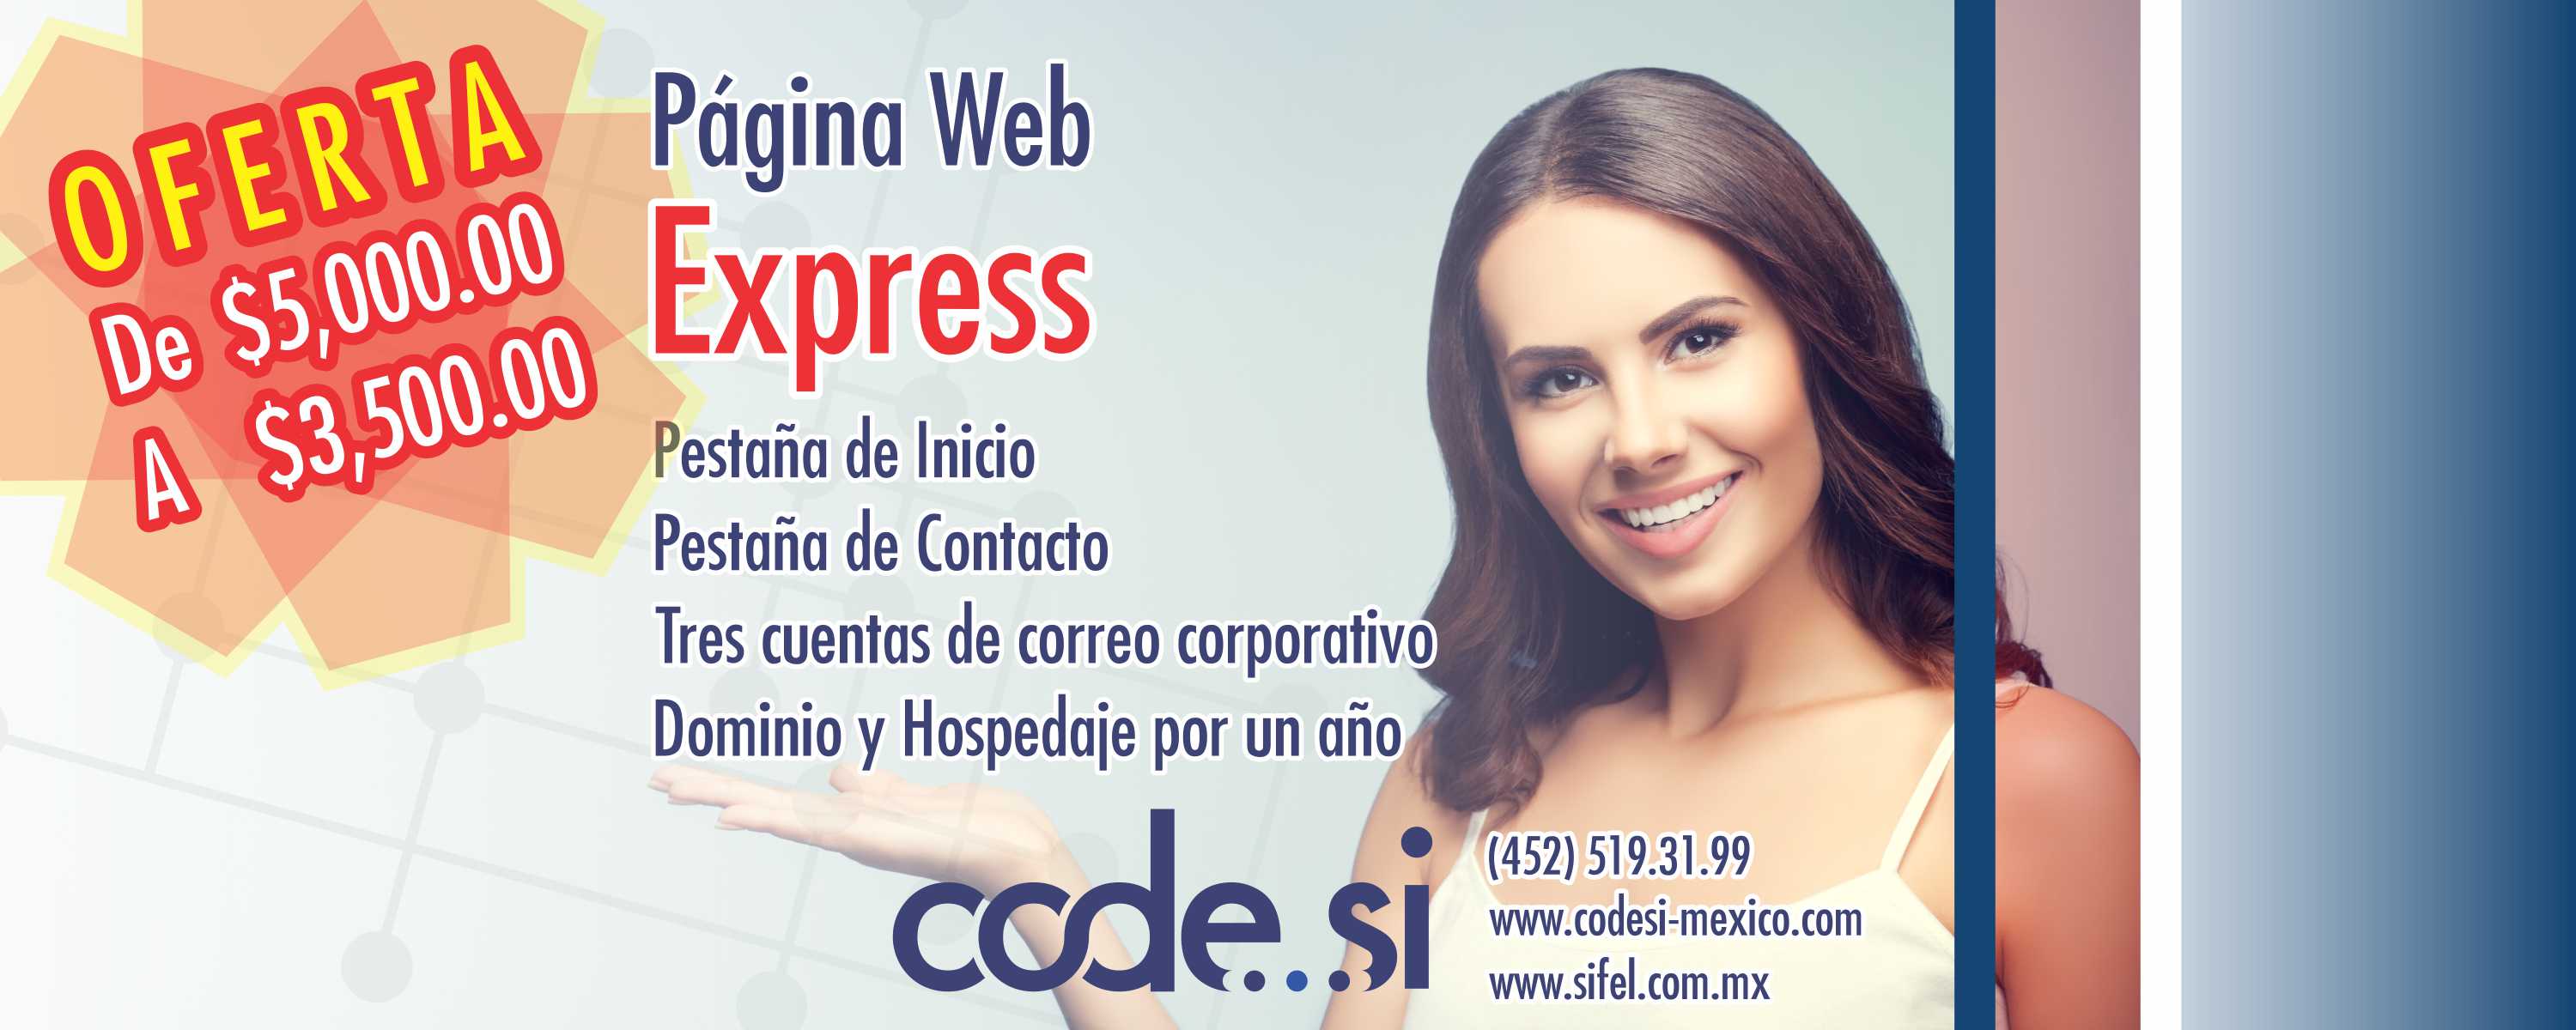 OFERTA
De $5,000.00
A $3,500.00
Página Web
Express
Pestaña de Inicio
Pestaña de Contacto
Tres cuentas de correo corporativo
Dominio y Hospedaje por un año
code..si
(452) 519.31.99
www.codesi-mexico.com
www.sifel.com.mx